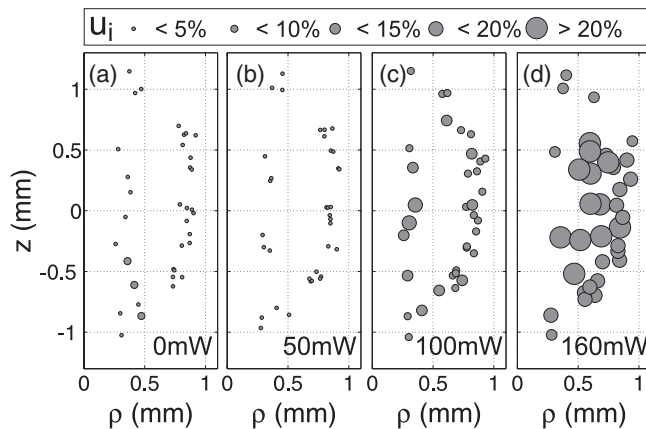 u_i < 5% < 10% < 15% < 20% > 20%
(a) (b) (c) (d)
1
0.5
0
-0.5
-1
z (mm)
0mW 50mW 100mW 160mW
0 0.5 1 0 0.5 1 0 0.5 1 0 0.5 1
ρ (mm) ρ (mm) ρ (mm) ρ (mm)